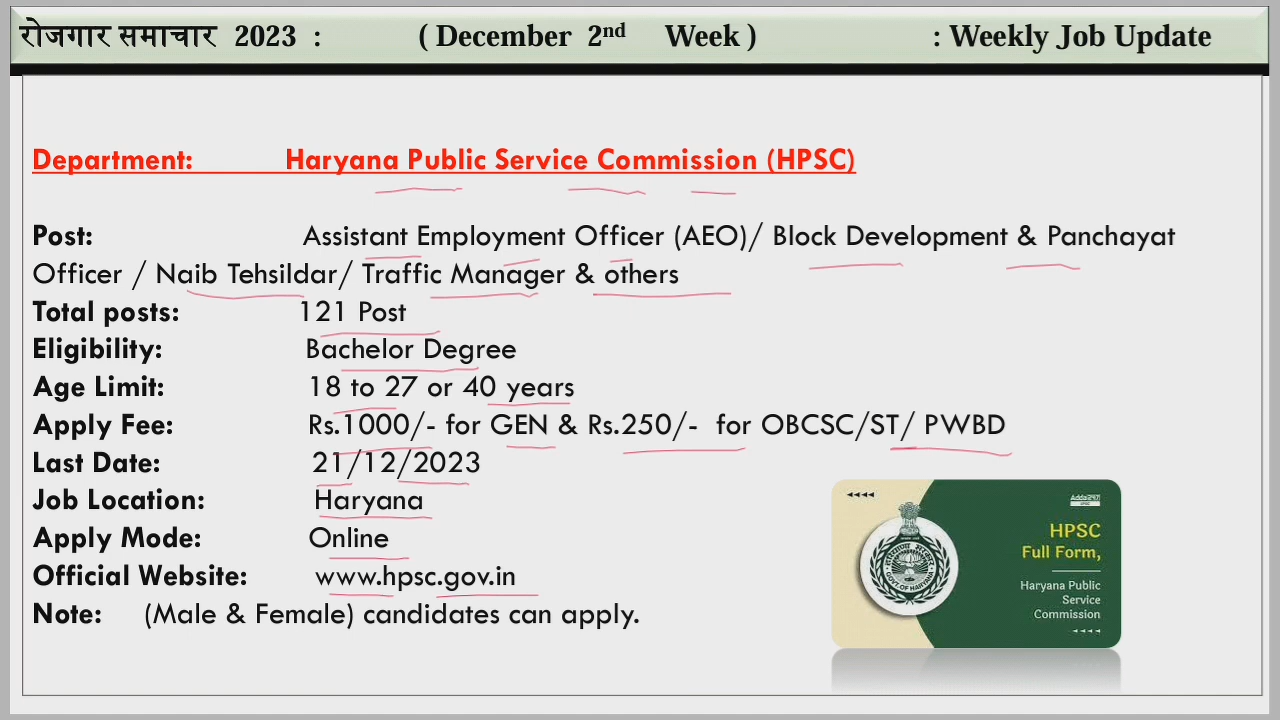 रोजगार समाचार 2023 : ( December 2nd Week ) : Weekly Job Update
Department: Haryana Public Service Commission (HPSC)
Post: Assistant Employment Officer (AEO)/ Block Development & Panchayat
Officer / Naib Tehsildar/ Traffic Manager & others
Total posts: 121 Post
Eligibility: Bachelor Degree
Age Limit: 18 to 27 or 40 years
Apply Fee: Rs.1000/- for GEN & Rs.250/- for OBCSC/ST/ PWBD
Last Date: 21/12/2023
Job Location: Haryana
Apply Mode: Online
Official Website: www.hpsc.gov.in
Note: (Male & Female) candidates can apply.
Adda247
HPSC
Full Form,
Haryana Public
Service
Commission